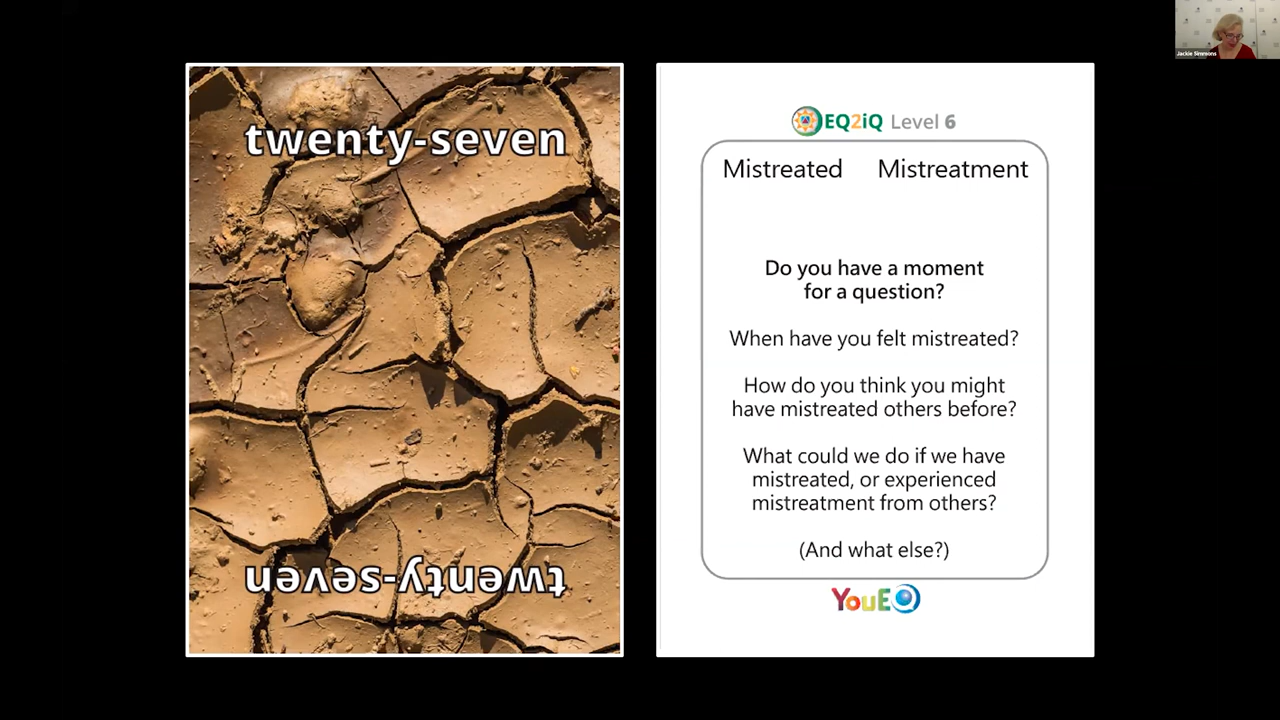 Jackie Simmons
twenty-seven
twenty-seven
EQ2iQ Level 6
Mistreated Mistreatment
Do you have a moment
for a question?
When have you felt mistreated?
How do you think you might
have mistreated others before?
What could we do if we have
mistreated, or experienced
mistreatment from others?
(And what else?)
YouEQ